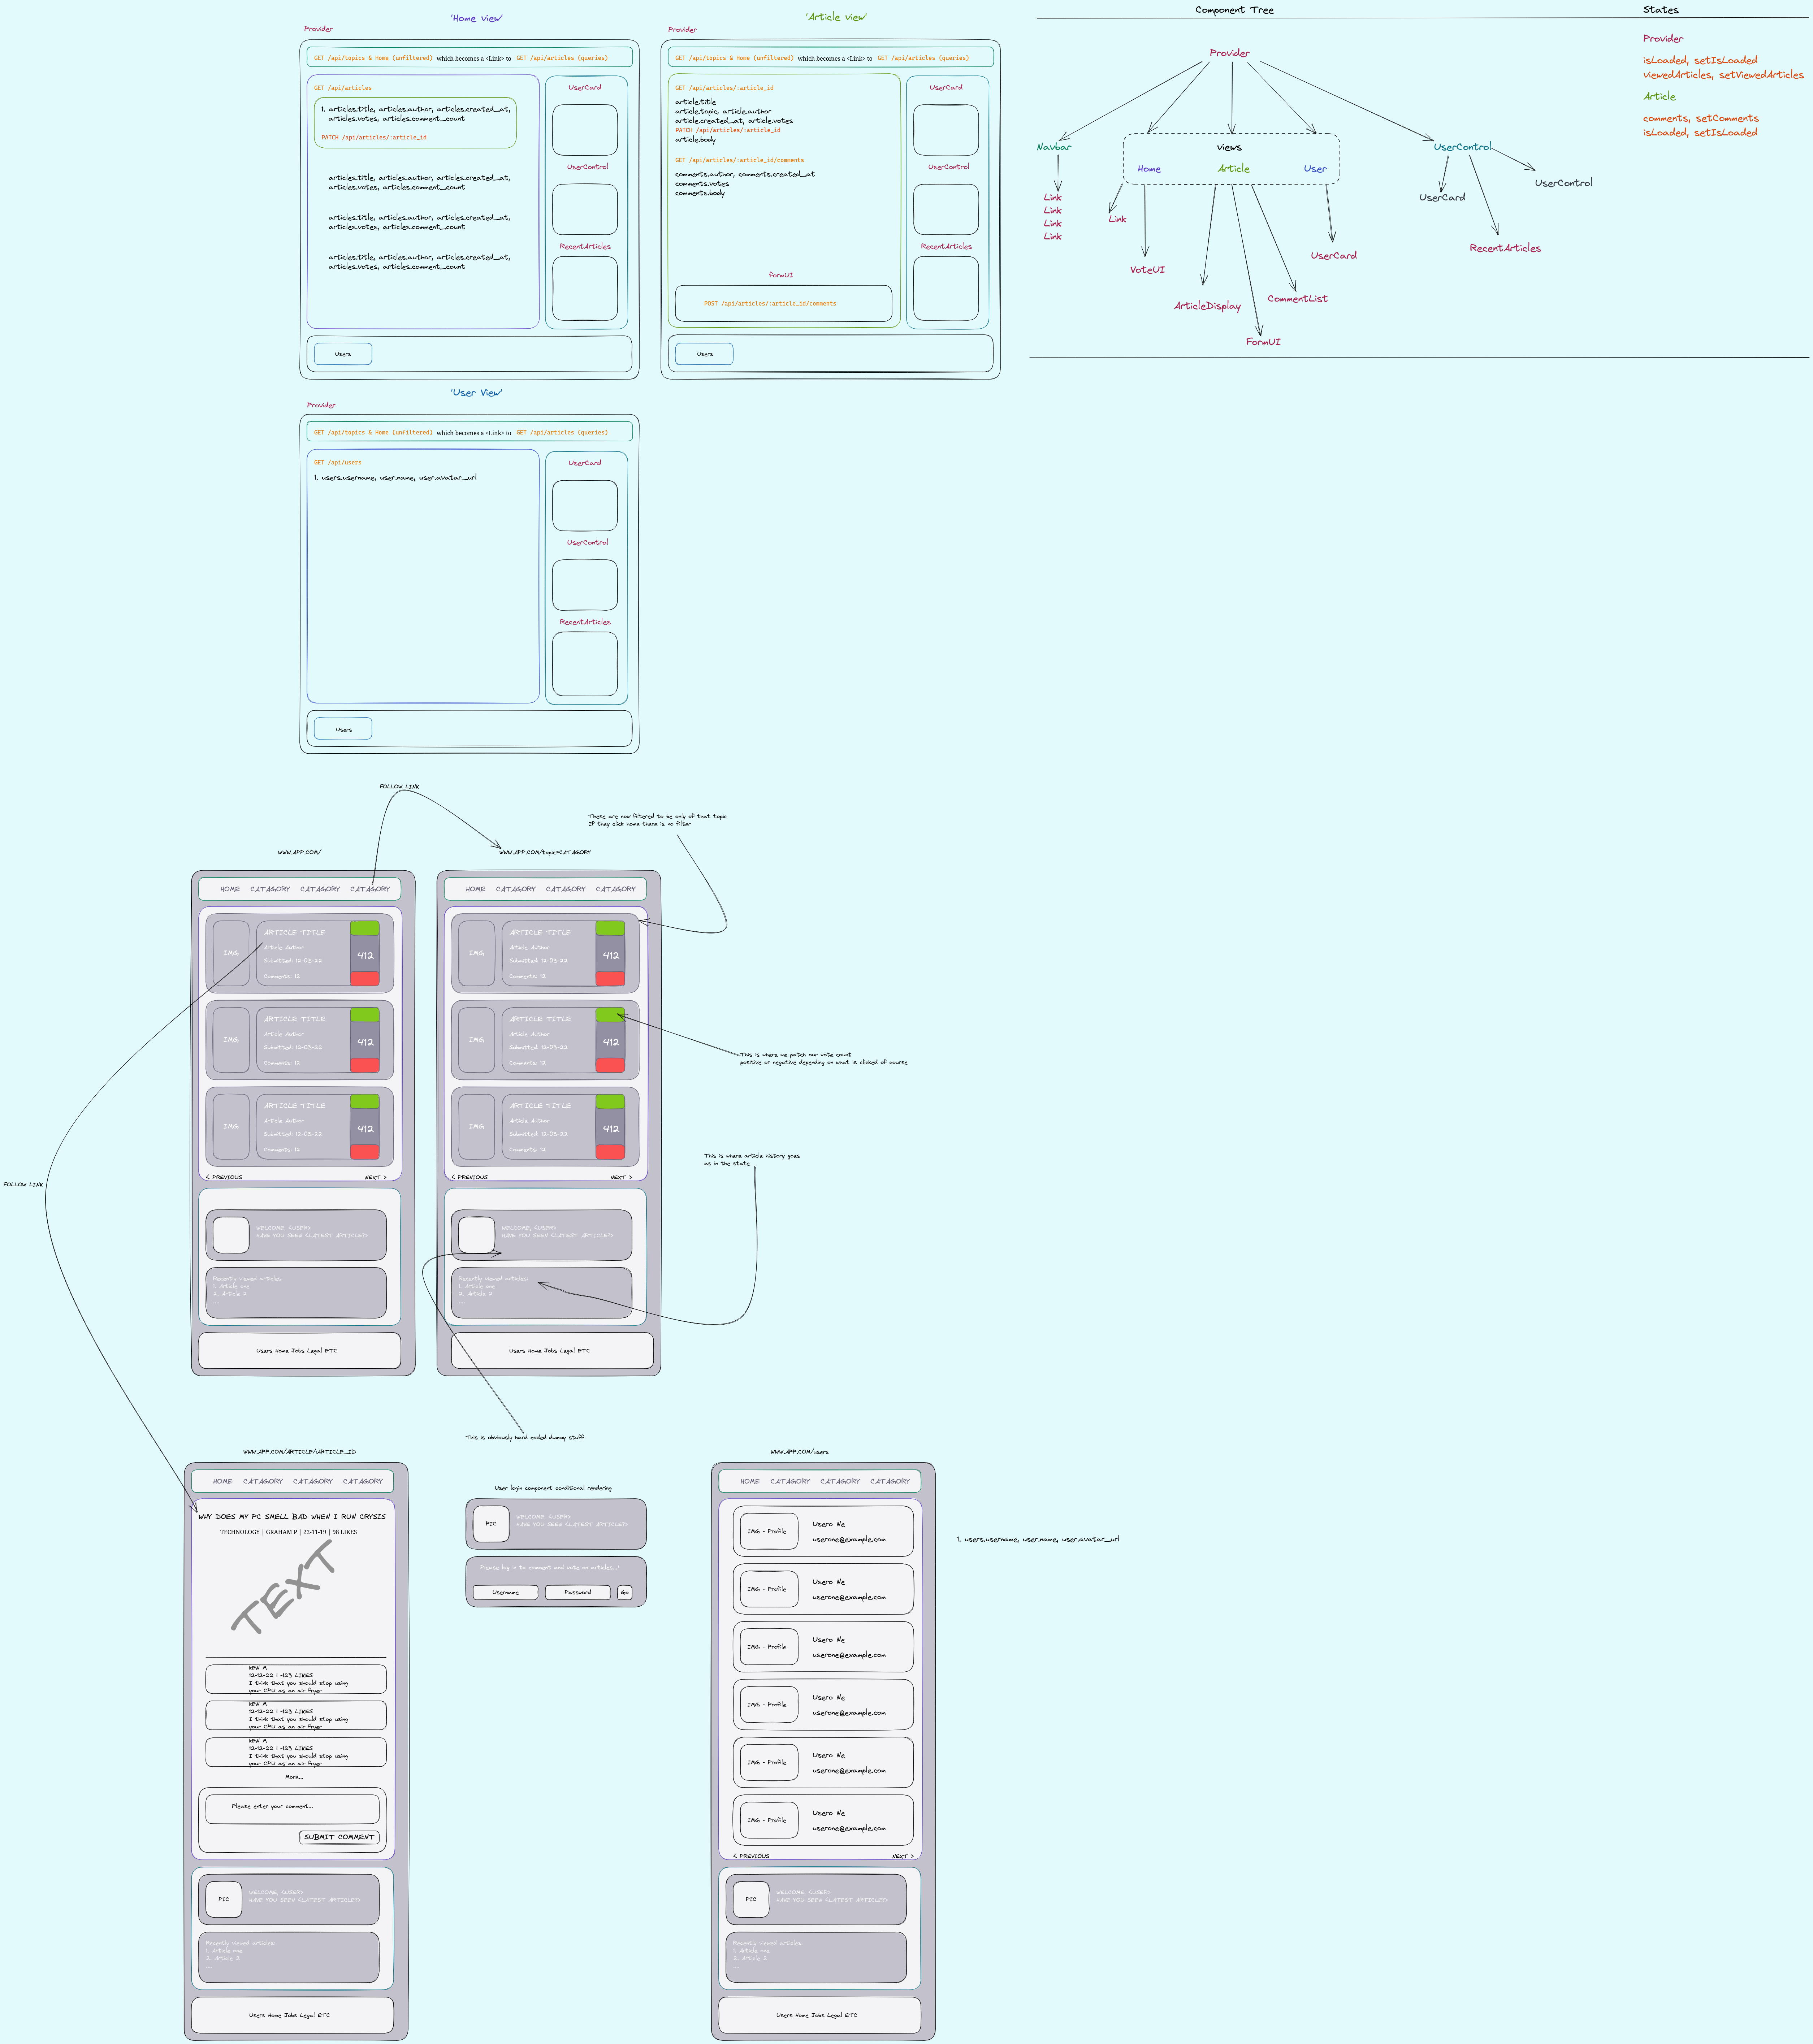 'Home view'
Provider
GET /api/topics & Home (unfiltered) which becomes a <Link> to GET /api/articles (queries)
GET /api/articles
1. articles.title, articles.author, articles.created_at,
articles.votes, articles.comment_count
PATCH /api/articles/:article_id
articles.title, articles.author, articles.created_at,
articles.votes, articles.comment_count
articles.title, articles.author, articles.created_at,
articles.votes, articles.comment_count
articles.title, articles.author, articles.created_at,
articles.votes, articles.comment_count
UserCard
UserControl
RecentArticles
Users
'Article view'
Provider
GET /api/topics & Home (unfiltered) which becomes a <Link> to GET /api/articles (queries)
GET /api/articles/:article_id
article.title
article.topic, article.author
article.created_at, article.votes
PATCH /api/articles/:article_id
article.body
GET /api/articles/:article_id/comments
comments.author, comments.created_at
comments.votes
comments.body
formUI
POST /api/articles/:article_id/comments
UserCard
UserControl
RecentArticles
Users
Component Tree
Provider
Navbar
views
Home Article User
UserControl
Link
Link
Link
Link
Link
VoteUI
ArticleDisplay
FormUI
CommentList
UserCard
UserCard
RecentArticles
UserControl
States
Provider
isLoaded, setIsLoaded
viewedArticles, setViewedArticles
Article
comments, setComments
isLoaded, setIsLoaded
'User View'
Provider
GET /api/topics & Home (unfiltered) which becomes a <Link> to GET /api/articles (queries)
GET /api/users
1. users.username, user.name, user.avatar_url
UserCard
UserControl
RecentArticles
Users
FOLLOW LINK
These are now filtered to be only of that topic
If they click home there is no filter
WWW.APP.COM/
HOME CATAGORY CATAGORY CATAGORY
IMG
ARTICLE TITLE
Article Author
Submitted: 12-03-22
Comments: 12
412
IMG
ARTICLE TITLE
Article Author
Submitted: 12-03-22
Comments: 12
412
IMG
ARTICLE TITLE
Article Author
Submitted: 12-03-22
Comments: 12
412
< PREVIOUS NEXT >
WELCOME, <USER>
HAVE YOU SEEN <LATEST ARTICLE>?
Recently viewed articles:
1. Article one
2. Article 2
....
Users Home Jobs Legal ETC
WWW.APP.COM/topic=CATAGORY
HOME CATAGORY CATAGORY CATAGORY
IMG
ARTICLE TITLE
Article Author
Submitted: 12-03-22
Comments: 12
412
IMG
ARTICLE TITLE
Article Author
Submitted: 12-03-22
Comments: 12
412
IMG
ARTICLE TITLE
Article Author
Submitted: 12-03-22
Comments: 12
412
< PREVIOUS NEXT >
WELCOME, <USER>
HAVE YOU SEEN <LATEST ARTICLE>?
Recently viewed articles:
1. Article one
2. Article 2
....
Users Home Jobs Legal ETC
This is where we patch our vote count
positive or negative depending on what is clicked of course
This is where article history goes
as in the state
FOLLOW LINK
This is obviously hard coded dummy stuff
WWW.APP.COM/ARTICLE/ARTICLE_ID
HOME CATAGORY CATAGORY CATAGORY
WHY DOES MY PC SMELL BAD WHEN I RUN CRYSIS
TECHNOLOGY | GRAHAM P | 22-11-19 | 98 LIKES
TEXT
KEN M
12-12-22 | -123 LIKES
I think that you should stop using
your CPU as an air fryer
KEN M
12-12-22 | -123 LIKES
I think that you should stop using
your CPU as an air fryer
KEN M
12-12-22 | -123 LIKES
I think that you should stop using
your CPU as an air fryer
More...
Please enter your comment...
SUBMIT COMMENT
PIC
WELCOME, <USER>
HAVE YOU SEEN <LATEST ARTICLE>?
Recently viewed articles:
1. Article one
2. Article 2
....
Users Home Jobs Legal ETC
User login component conditional rendering
PIC
WELCOME, <USER>
HAVE YOU SEEN <LATEST ARTICLE>?
Please log in to comment and vote on articles...!
Username Password Go
WWW.APP.COM/users
HOME CATAGORY CATAGORY CATAGORY
IMG - Profile
Usero Ne
userone@example.com
IMG - Profile
Usero Ne
userone@example.com
IMG - Profile
Usero Ne
userone@example.com
IMG - Profile
Usero Ne
userone@example.com
IMG - Profile
Usero Ne
userone@example.com
IMG - Profile
Usero Ne
userone@example.com
< PREVIOUS NEXT >
PIC
WELCOME, <USER>
HAVE YOU SEEN <LATEST ARTICLE>?
Recently viewed articles:
1. Article one
2. Article 2
....
Users Home Jobs Legal ETC
1. users.username, user.name, user.avatar_url